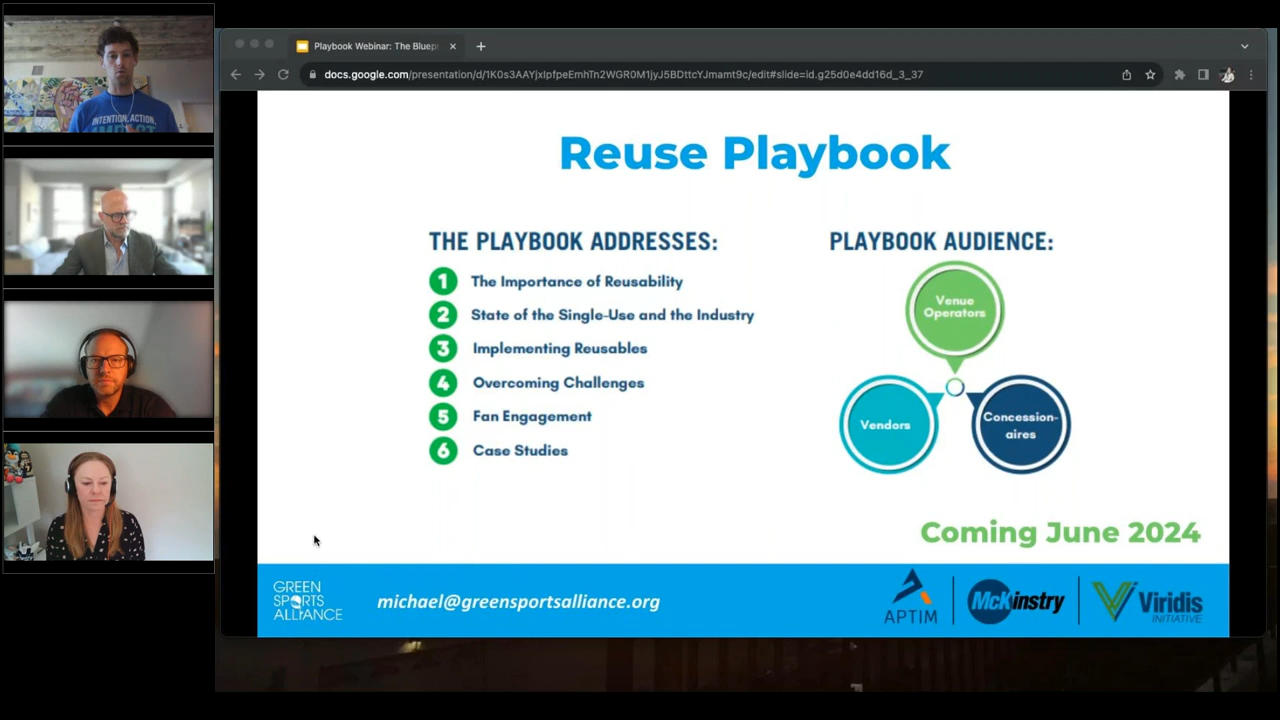 INTENTION, ACTION,
IMPACT
Playbook Webinar: The Bluep
docs.google.com/presentation/d/1K0s3AAYjxIpfpeEmhTn2WGR0M1jyJ5BDttcYJmamt9c/edit#slide=id.g25d0e4dd16d_3_37
Reuse Playbook
THE PLAYBOOK ADDRESSES:
1 The Importance of Reusability
2 State of the Single-Use and the Industry
3 Implementing Reusables
4 Overcoming Challenges
5 Fan Engagement
6 Case Studies
PLAYBOOK AUDIENCE:
Venue
Operators
Vendors
Concession-
aires
Coming June 2024
GREEN
SPORTS
ALLIANCE
michael@greensportsalliance.org
APTIM
McKinstry
Viridis
INITIATIVE